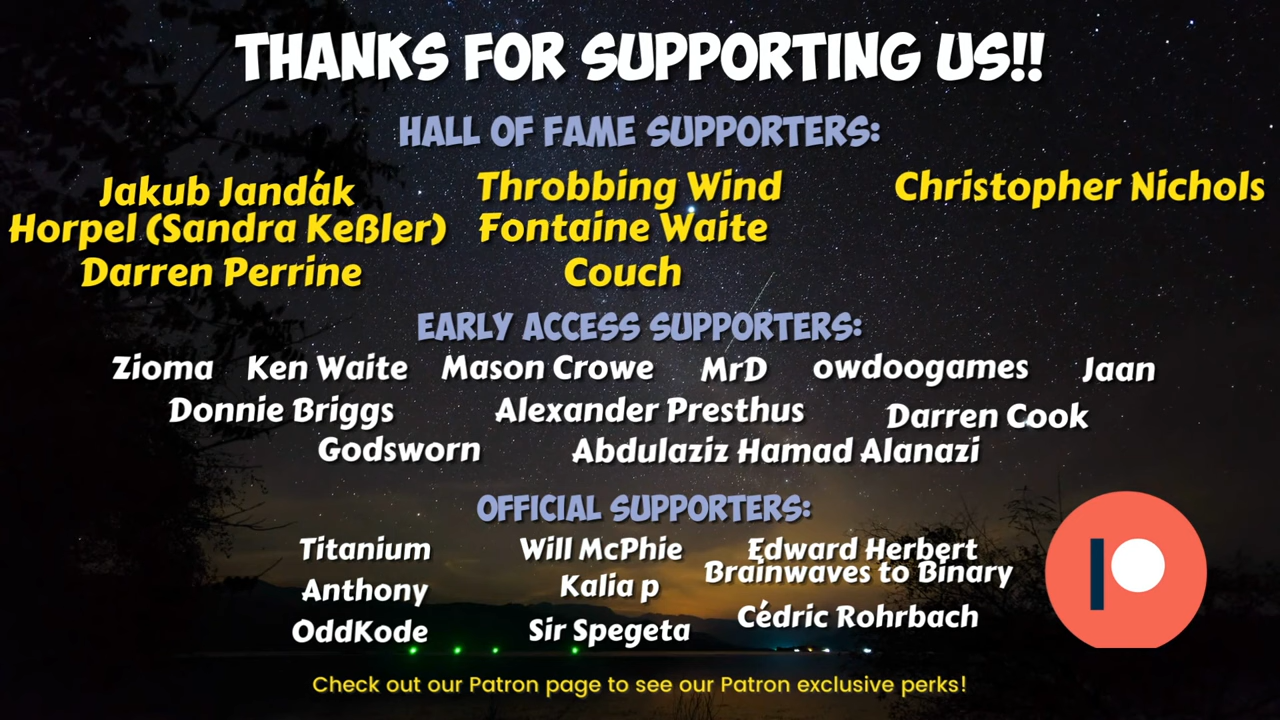 THANKS FOR SUPPORTING US!!
HALL OF FAME SUPPORTERS:
Jakub Jandák Throbbing Wind Christopher Nichols
Horpel (Sandra Keßler) Fontaine Waite
Darren Perrine Couch
EARLY ACCESS SUPPORTERS:
Zioma Ken Waite Mason Crowe MrD owdoogames Jaan
Donnie Briggs Alexander Presthus Darren Cook
Godsworn Abdulaziz Hamad Alanazi
OFFICIAL SUPPORTERS:
Titanium Will McPhie Edward Herbert
Brainwaves to Binary
Anthony Kalia p
Cédric Rohrbach
OddKode Sir Spegeta
Check out our Patron page to see our Patron exclusive perks!